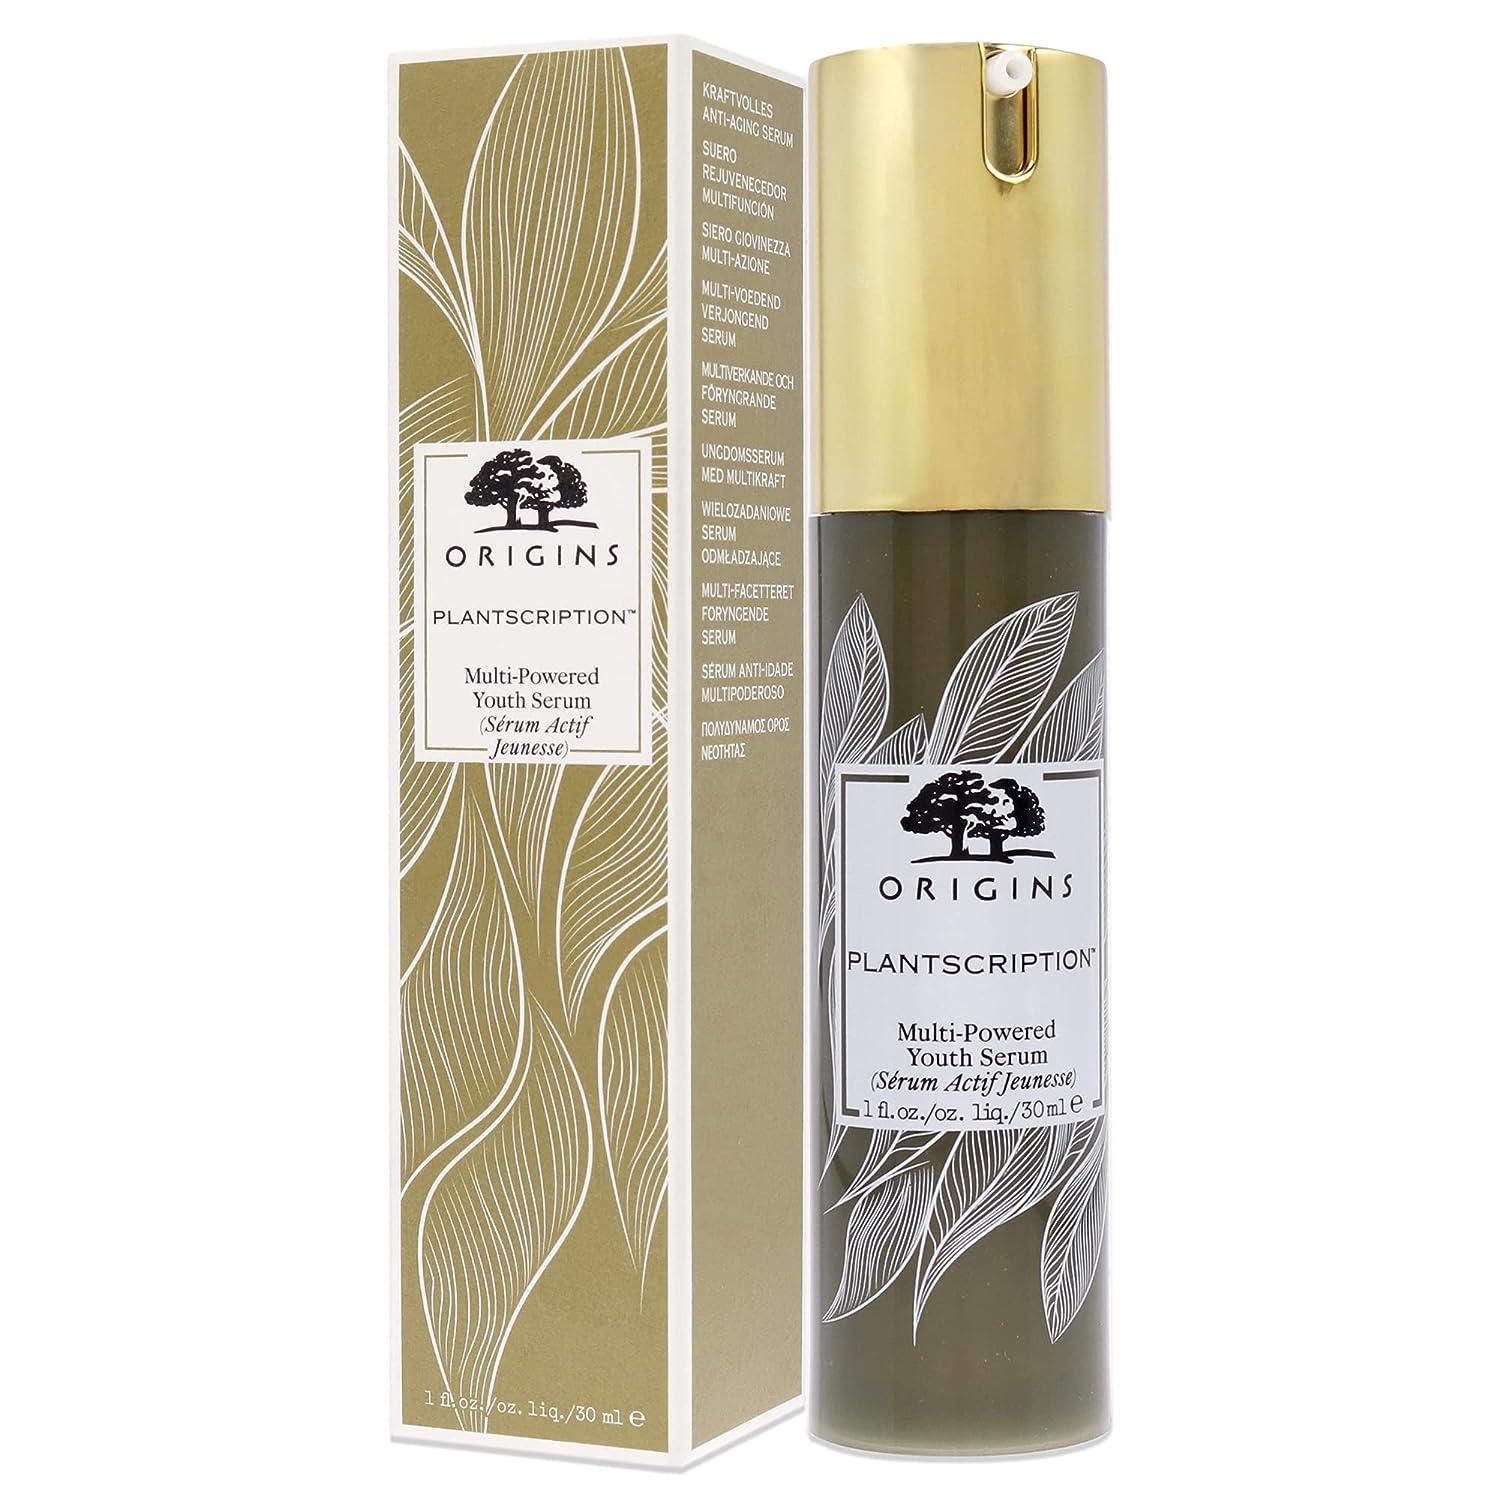 ORIGINS
PLANTSCRIPTION™
Multi-Powered
Youth Serum
(Sérum Actif
Jeunesse)
1 fl.oz./oz. liq./30 ml e
KRAFTVOLLES
ANTI-AGING SERUM
SUERO
REJUVENECEDOR
MULTIFUNCIÓN
SIERO GIOVINEZZA
MULTI-AZIONE
MULTI-VOEDEND
VERJONGEND
SERUM
MULTIVERKANDE OCH
FÖRYNGRANDE
SERUM
UNGDOMSSERUM
MED MULTIKRAFT
WIELOZADANIOWE
SERUM
ODMŁADZAJĄCE
MULTI-FACETTERET
FORYNGENDE
SERUM
SÉRUM ANTI-IDADE
MULTIPODEROSO
ΠΟΛΥΔΥΝΑΜΟΣ ΟΡΟΣ
ΝΕΟΤΗΤΑΣ
ORIGINS
PLANTSCRIPTION™
Multi-Powered
Youth Serum
(Sérum Actif Jeunesse)
1 fl.oz./oz. liq./30 ml e